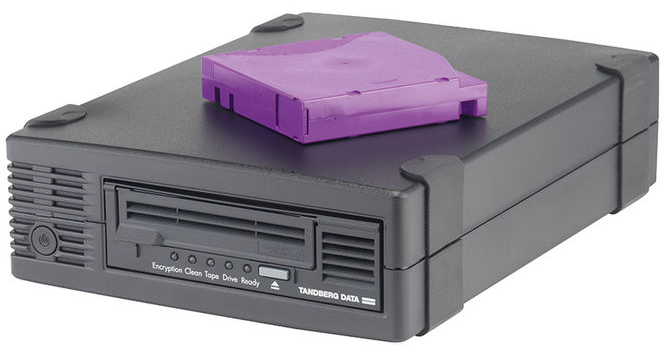 Encryption Clean Tape Drive Ready
TANDBERG DATA